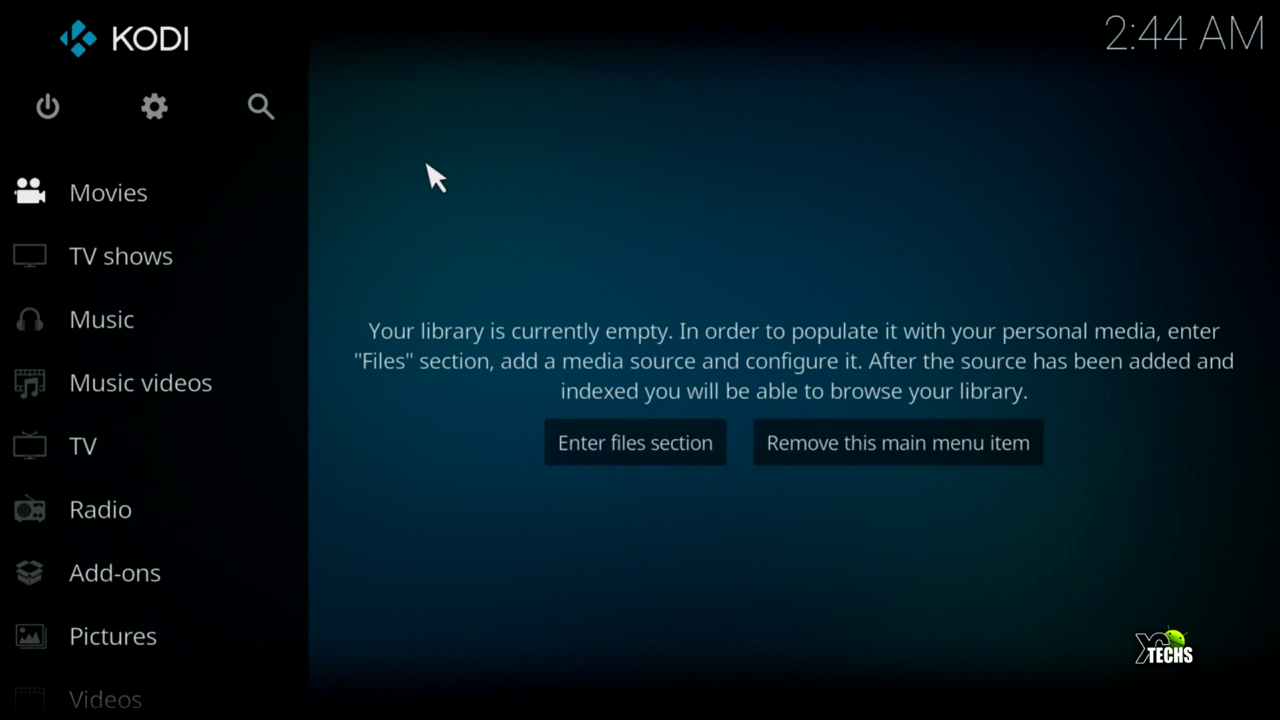 KODI
2:44 AM
Movies
TV shows
Music
Music videos
TV
Radio
Add-ons
Pictures
Videos
Your library is currently empty. In order to populate it with your personal media, enter
"Files" section, add a media source and configure it. After the source has been added and
indexed you will be able to browse your library.
Enter files section
Remove this main menu item
TECHS